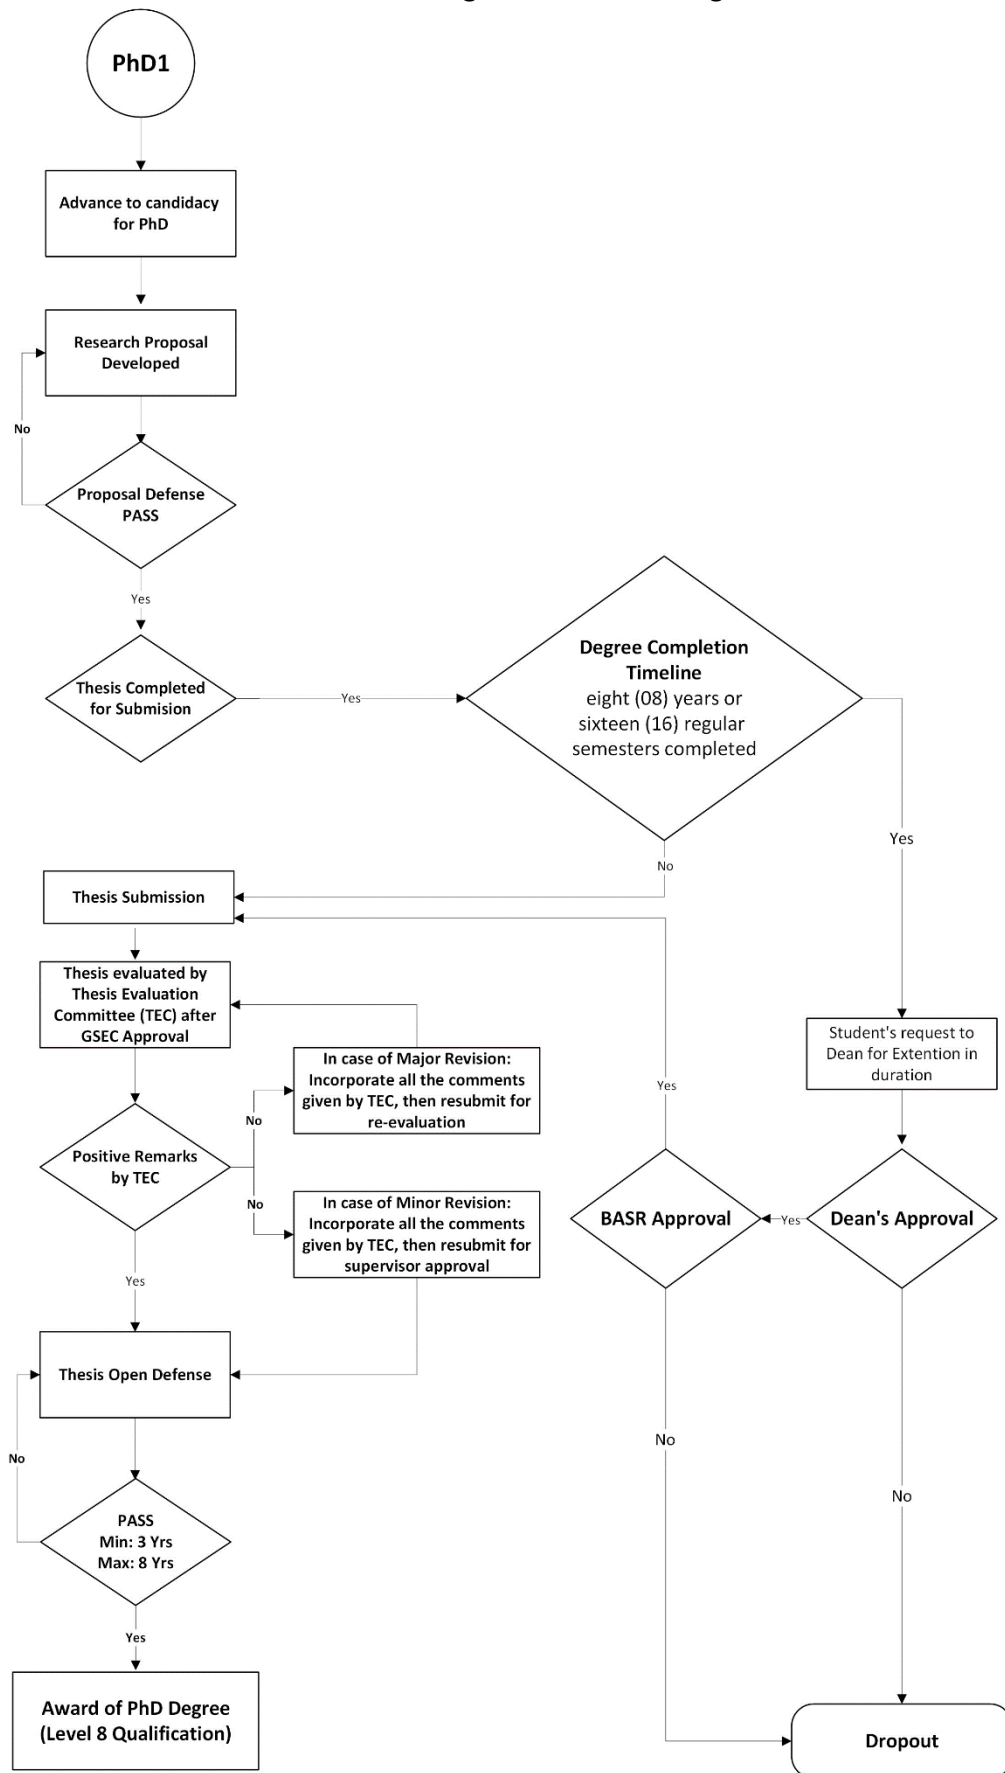 PhD1
Advance to candidacy
for PhD
Research Proposal
Developed
No
Proposal Defense
PASS
Yes
Thesis Completed
for Submision
Yes
Degree Completion
Timeline
eight (08) years or
sixteen (16) regular
semesters completed
Yes
No
Thesis Submission
Thesis evaluated by
Thesis Evaluation
Committee (TEC) after
GSEC Approval
In case of Major Revision:
Incorporate all the comments
given by TEC, then resubmit for
re-evaluation
Student's request to
Dean for Extention in
duration
Yes
No
Positive Remarks
by TEC
No
In case of Minor Revision:
Incorporate all the comments
given by TEC, then resubmit for
supervisor approval
BASR Approval
Yes
Dean's Approval
Yes
Thesis Open Defense
No
No
No
PASS
Min: 3 Yrs
Max: 8 Yrs
Yes
Award of PhD Degree
(Level 8 Qualification)
Dropout